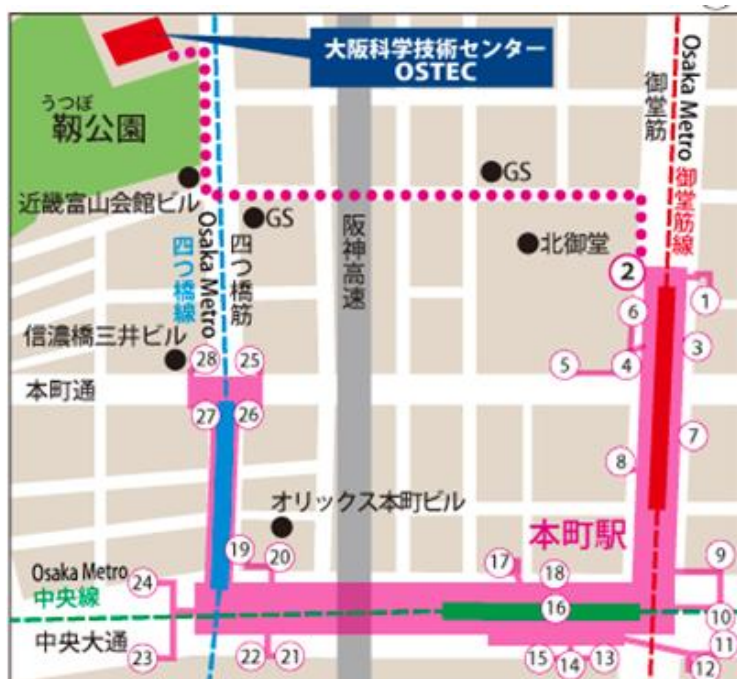 大阪科学技術センター
OSTEC
うつぼ
靱公園
近畿富山会館ビル
GS
GS
北御堂
御堂筋
Osaka Metro 御堂筋線
阪神高速
Osaka Metro
四つ橋線
四つ橋筋
信濃橋三井ビル
本町通
オリックス本町ビル
本町駅
Osaka Metro
中央線
中央大通
2
1
6
3
5
4
28
25
27
26
7
8
19
20
17
18
9
24
16
10
23
22
21
15
14
13
11
12